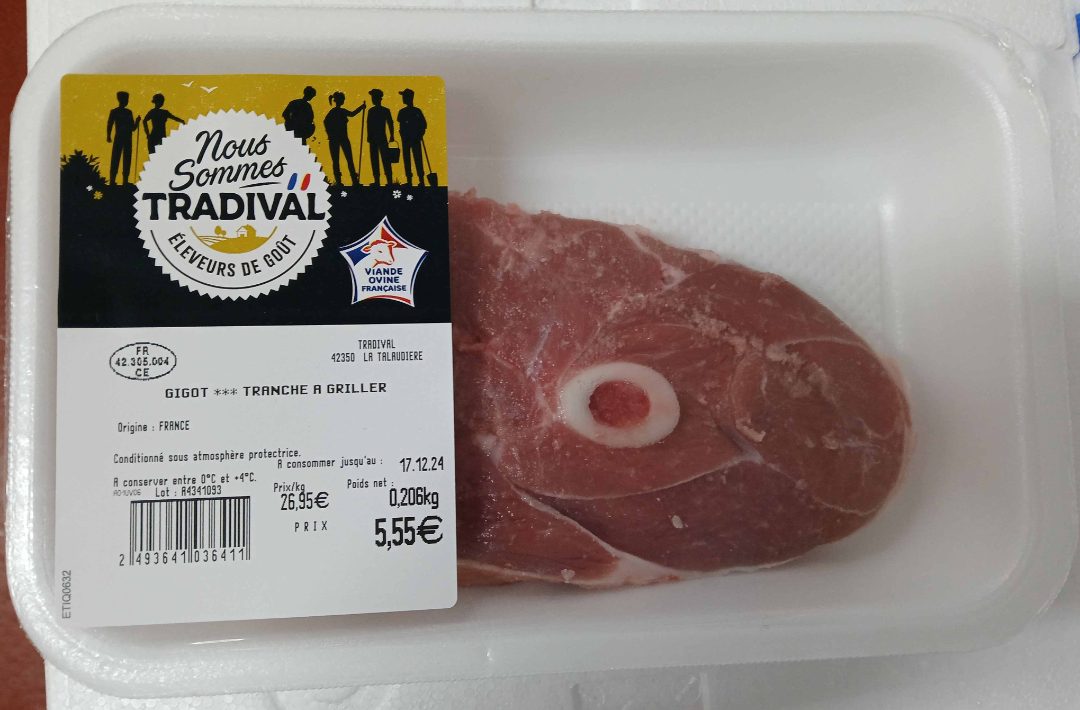 Nous
Sommes
TRADIVAL
ÉLEVEURS DE GOÛT
VIANDE
OVINE
FRANÇAISE
FR
42.305.004
CE
TRADIVAL
42350 LA TALAUDIERE
GIGOT *** TRANCHE A GRILLER
Origine : FRANCE
Conditionné sous atmosphère protectrice.
A consommer jusqu'au : 17.12.24
A conserver entre 0°C et +4°C.
Lot : A4341093
Prix/kg
26,95€
Poids net :
0,206kg
PRIX
5,55€
2 493641 036411
ETIQ0632